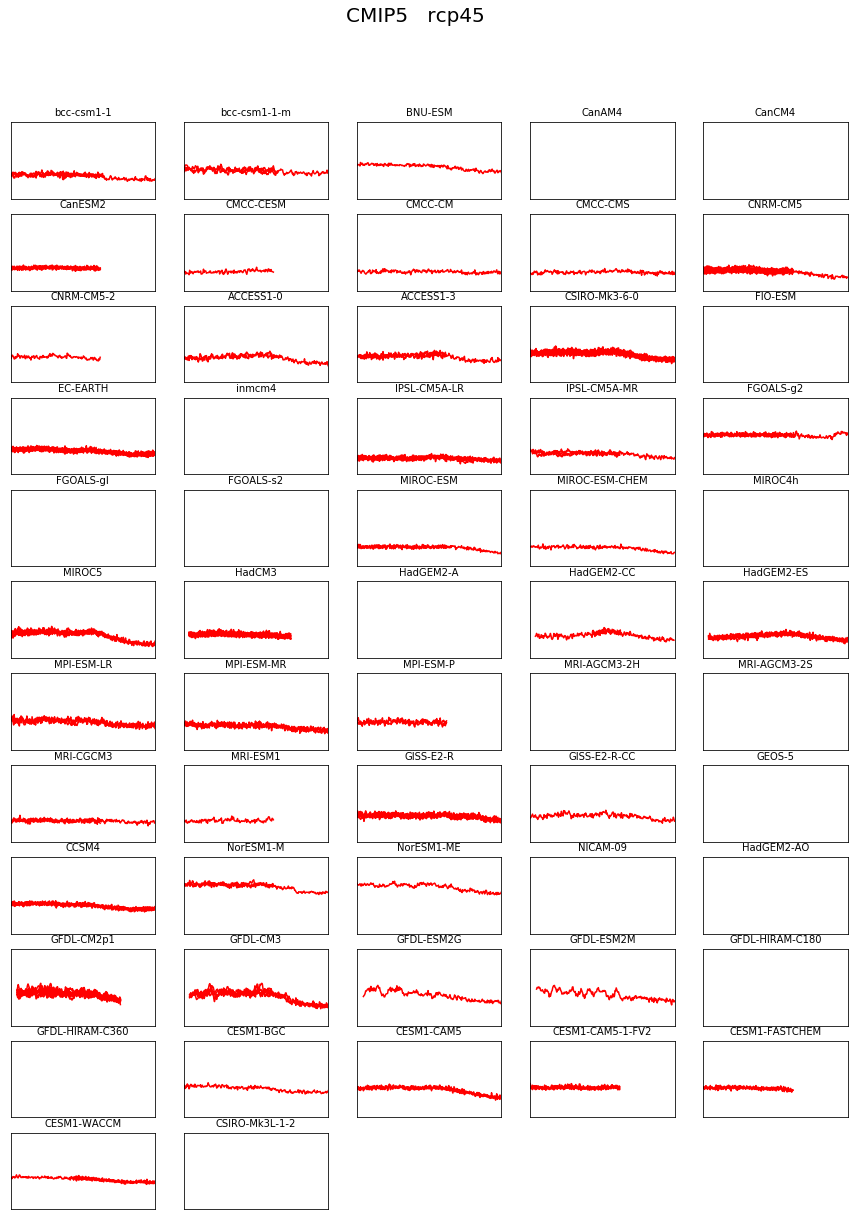 CMIP5 rcp45
bcc-csm1-1 bcc-csm1-1-m BNU-ESM CanAM4 CanCM4
CanESM2 CMCC-CESM CMCC-CM CMCC-CMS CNRM-CM5
CNRM-CM5-2 ACCESS1-0 ACCESS1-3 CSIRO-Mk3-6-0 FIO-ESM
EC-EARTH inmcm4 IPSL-CM5A-LR IPSL-CM5A-MR FGOALS-g2
FGOALS-gl FGOALS-s2 MIROC-ESM MIROC-ESM-CHEM MIROC4h
MIROC5 HadCM3 HadGEM2-A HadGEM2-CC HadGEM2-ES
MPI-ESM-LR MPI-ESM-MR MPI-ESM-P MRI-AGCM3-2H MRI-AGCM3-2S
MRI-CGCM3 MRI-ESM1 GISS-E2-R GISS-E2-R-CC GEOS-5
CCSM4 NorESM1-M NorESM1-ME NICAM-09 HadGEM2-AO
GFDL-CM2p1 GFDL-CM3 GFDL-ESM2G GFDL-ESM2M GFDL-HIRAM-C180
GFDL-HIRAM-C360 CESM1-BGC CESM1-CAM5 CESM1-CAM5-1-FV2 CESM1-FASTCHEM
CESM1-WACCM CSIRO-Mk3L-1-2